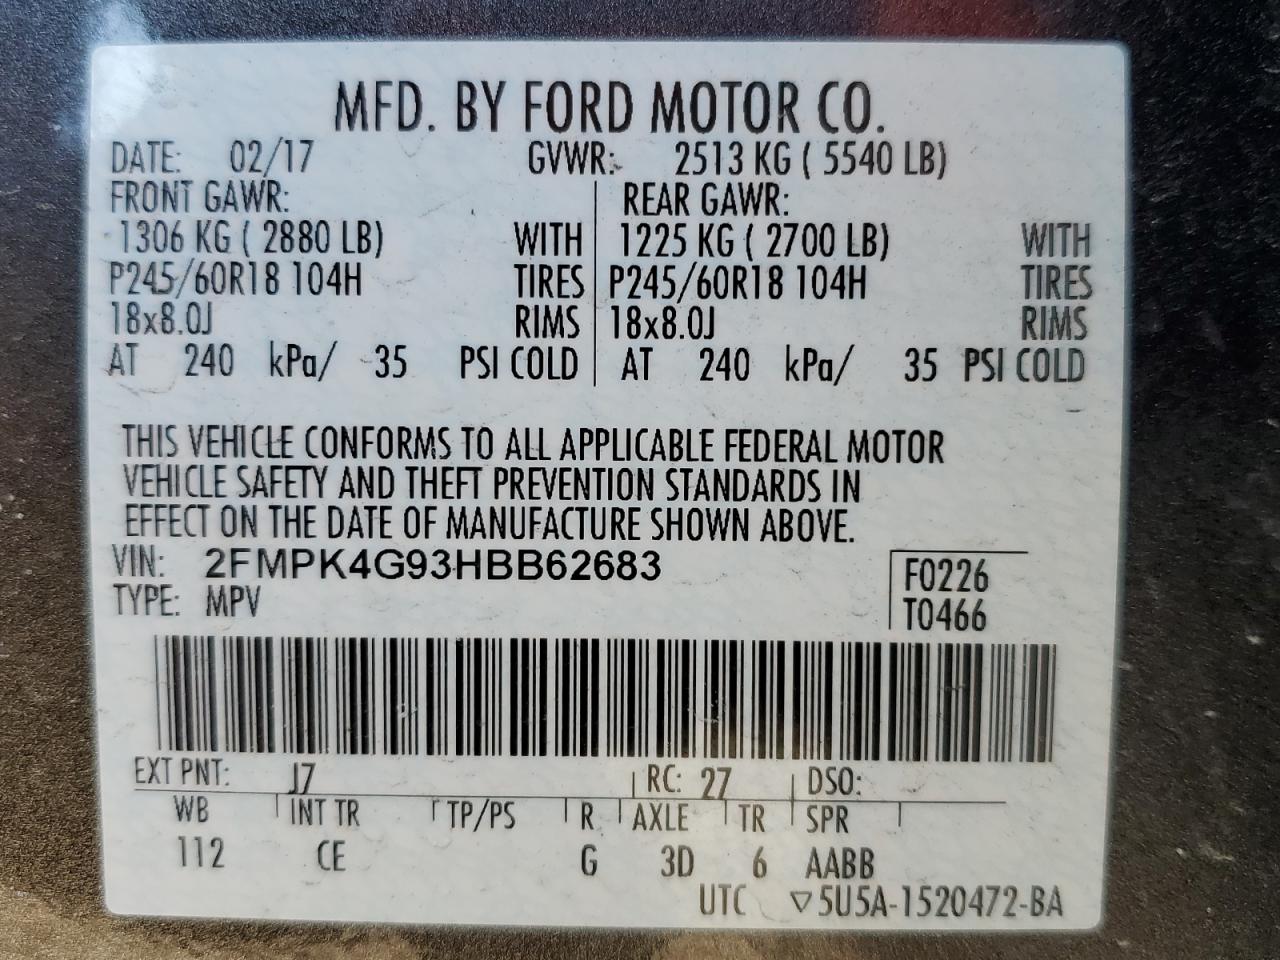 MFD. BY FORD MOTOR CO.
DATE: 02/17 GVWR: 2513 KG ( 5540 LB)
FRONT GAWR: REAR GAWR:
1306 KG ( 2880 LB) WITH 1225 KG ( 2700 LB) WITH
P245/60R18 104H TIRES P245/60R18 104H TIRES
18x8.0J RIMS 18x8.0J RIMS
AT 240 kPa/ 35 PSI COLD AT 240 kPa/ 35 PSI COLD
THIS VEHICLE CONFORMS TO ALL APPLICABLE FEDERAL MOTOR
VEHICLE SAFETY AND THEFT PREVENTION STANDARDS IN
EFFECT ON THE DATE OF MANUFACTURE SHOWN ABOVE.
VIN: 2FMPK4G93HBB62683 F0226
TYPE: MPV T0466
EXT PNT: J7 RC: 27 DSO:
WB INT TR TP/PS R AXLE TR SPR
112 CE G 3D 6 AABB
UTC ▽5U5A-1520472-BA